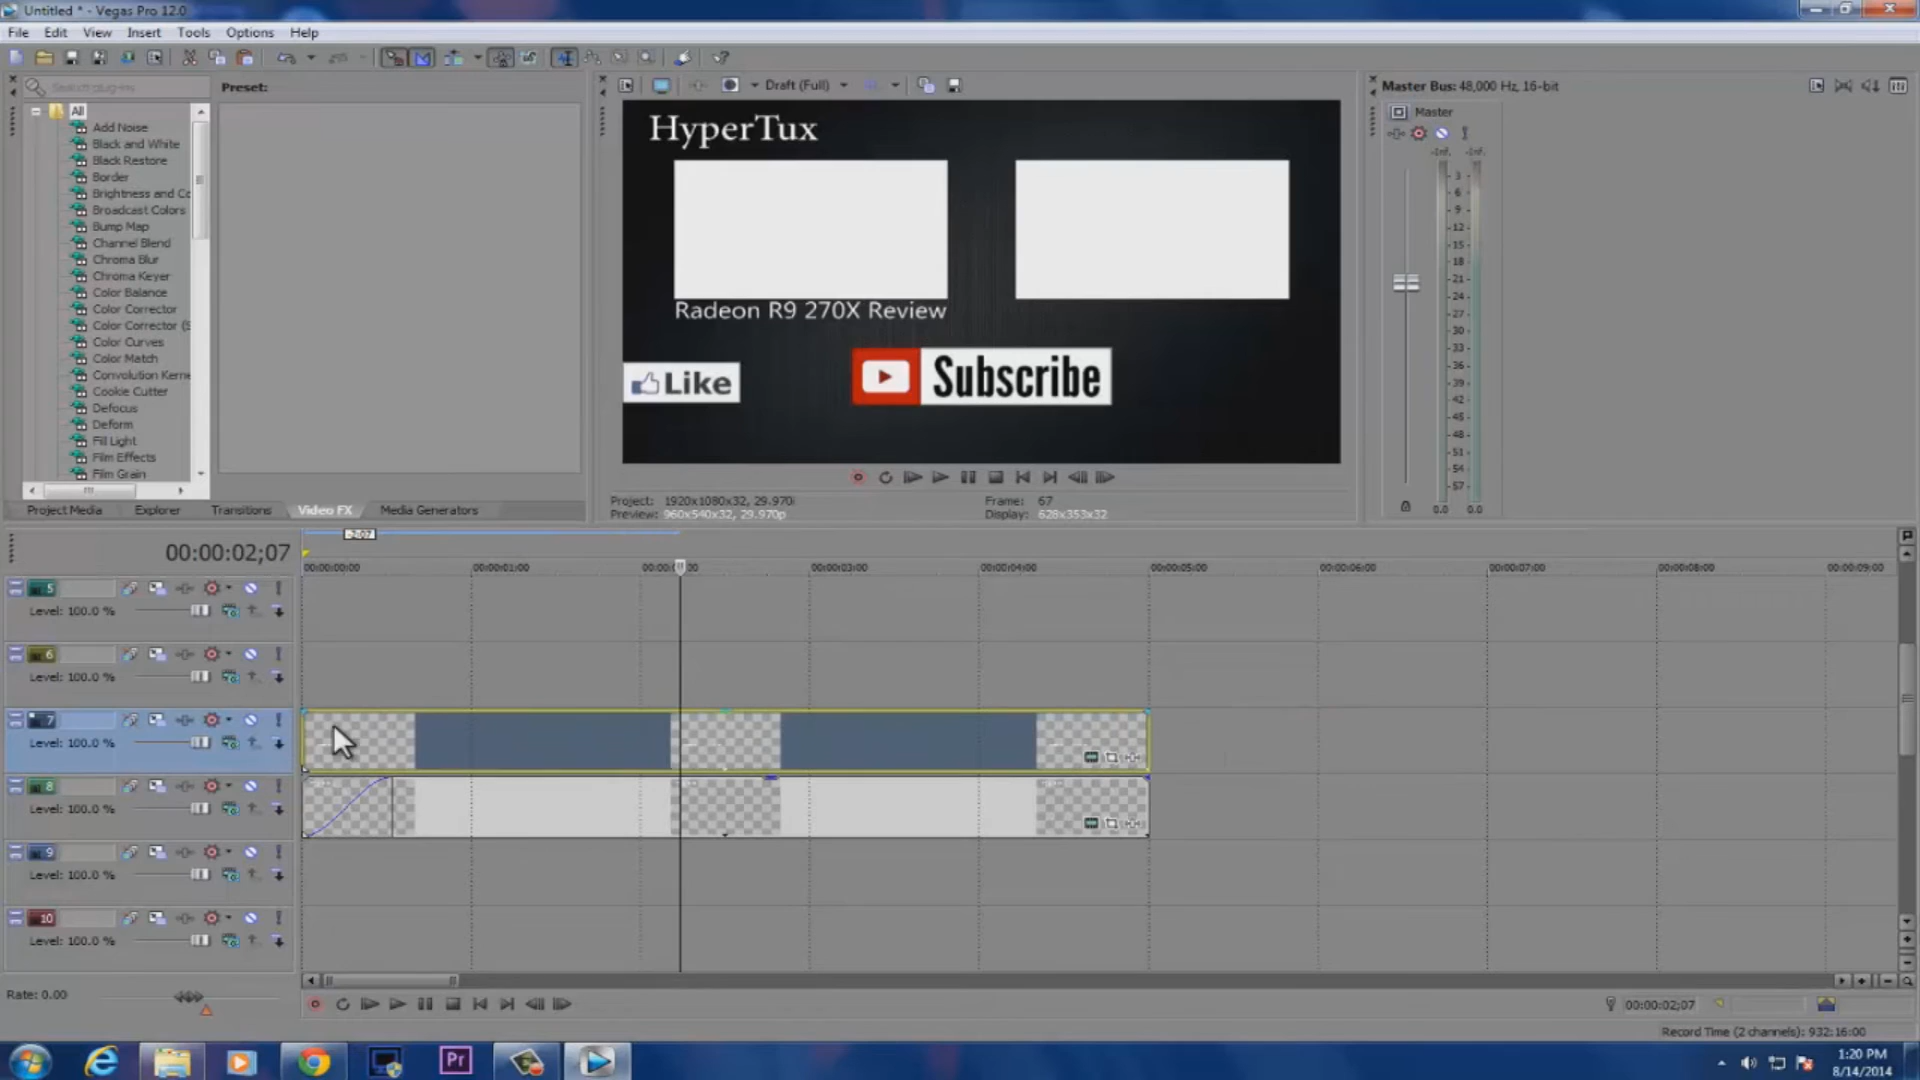 Untitled * - Vegas Pro 12.0
File Edit View Insert Tools Options Help
Search plug-ins
Preset:
Draft (Full)
Master Bus: 48,000 Hz, 16-bit
All
Add Noise
Black and White
Black Restore
Border
Brightness and Co
Broadcast Colors
Bump Map
Channel Blend
Chroma Blur
Chroma Keyer
Color Balance
Color Corrector
Color Corrector (S
Color Curves
Color Match
Convolution Kerne
Cookie Cutter
Defocus
Deform
Fill Light
Film Effects
Film Grain
Project Media Explorer Transitions Video FX Media Generators
HyperTux
Radeon R9 270X Review
Like
Subscribe
Project: 1920x1080x32, 29.970i
Preview: 960x540x32, 29.970p
Frame: 67
Display: 628x353x32
Master
-Inf. -Inf.
3
6
9
12
15
18
21
24
27
30
33
36
39
42
45
48
51
54
57
0.0 0.0
-2:07
00:00:02;07
00:00:00:00 00:00:01:00 00:00: :00 00:00:03:00 00:00:04:00 00:00:05:00 00:00:06:00 00:00:07:00 00:00:08:00 00:00:09:00
5
Level: 100.0 %
6
Level: 100.0 %
7
Level: 100.0 %
8
Level: 100.0 %
9
Level: 100.0 %
10
Level: 100.0 %
Rate: 0.00
00:00:02;07
Record Time (2 channels): 932:16:00
Pr
1:20 PM
8/14/2014